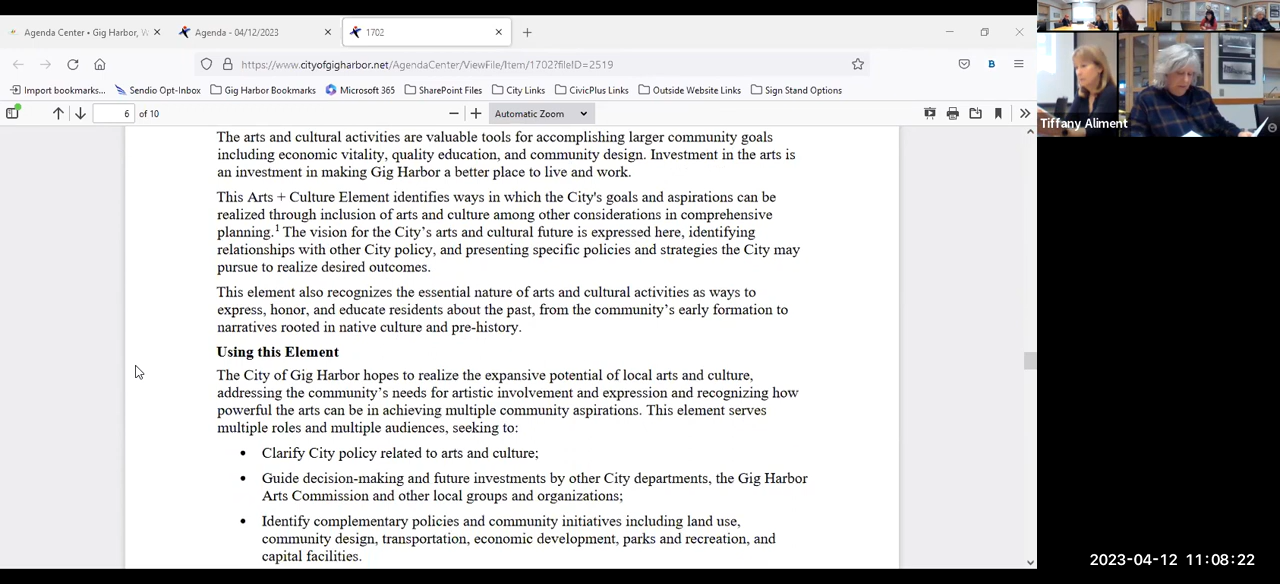 Agenda Center • Gig Harbor, W
Agenda - 04/12/2023
1702
https://www.cityofgigharbor.net/AgendaCenter/ViewFile/Item/1702?fileID=2519
Import bookmarks...
Sendio Opt-Inbox
Gig Harbor Bookmarks
Microsoft 365
SharePoint Files
City Links
CivicPlus Links
Outside Website Links
Sign Stand Options
6 of 10
Automatic Zoom
The arts and cultural activities are valuable tools for accomplishing larger community goals
including economic vitality, quality education, and community design. Investment in the arts is
an investment in making Gig Harbor a better place to live and work.
This Arts + Culture Element identifies ways in which the City's goals and aspirations can be
realized through inclusion of arts and culture among other considerations in comprehensive
planning.¹ The vision for the City’s arts and cultural future is expressed here, identifying
relationships with other City policy, and presenting specific policies and strategies the City may
pursue to realize desired outcomes.
This element also recognizes the essential nature of arts and cultural activities as ways to
express, honor, and educate residents about the past, from the community’s early formation to
narratives rooted in native culture and pre-history.
Using this Element
The City of Gig Harbor hopes to realize the expansive potential of local arts and culture,
addressing the community’s needs for artistic involvement and expression and recognizing how
powerful the arts can be in achieving multiple community aspirations. This element serves
multiple roles and multiple audiences, seeking to:
• Clarify City policy related to arts and culture;
• Guide decision-making and future investments by other City departments, the Gig Harbor
Arts Commission and other local groups and organizations;
• Identify complementary policies and community initiatives including land use,
community design, transportation, economic development, parks and recreation, and
capital facilities.
Tiffany Aliment
2023-04-12 11:08:22